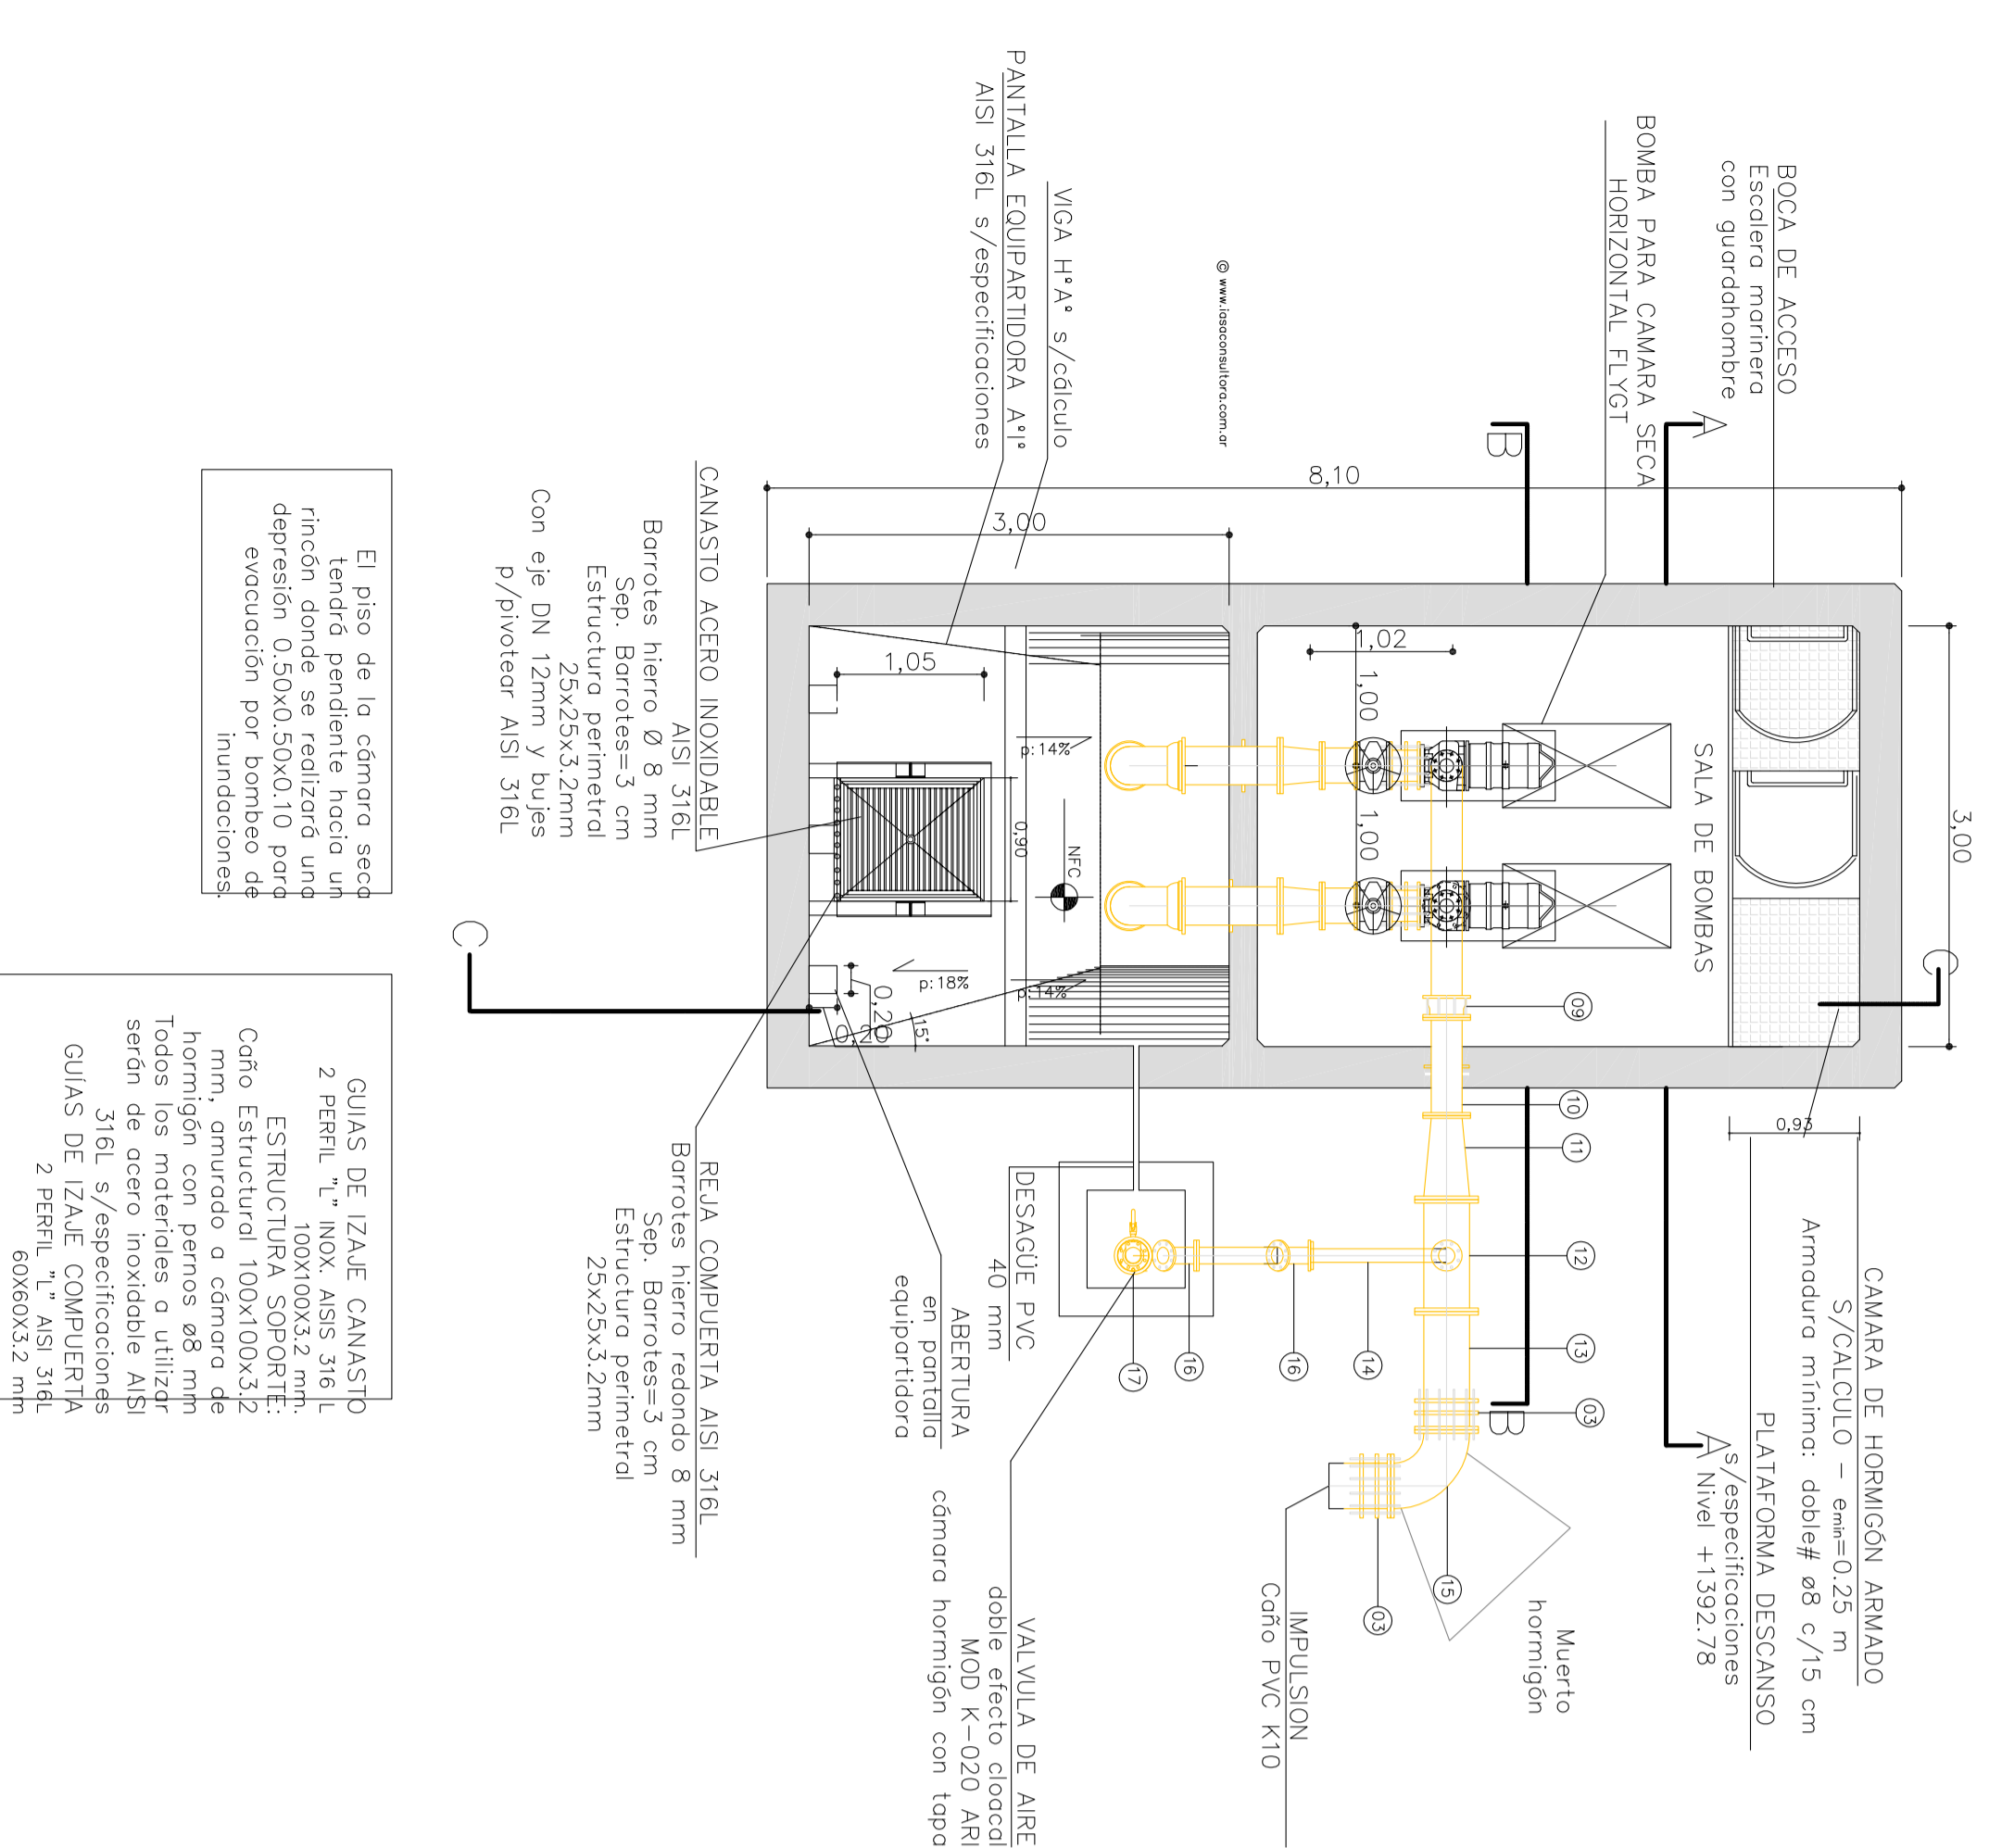 BOCA DE ACCESO
Escalera marinera
con guardahombre
BOMBA PARA CAMARA SECA
HORIZONTAL FLYGT
© www.iasaconsultora.com.ar
VIGA HºAº s/cálculo
PANTALLA EQUIPARTIDORA AºIº
AISI 316L s/especificaciones
A
B
8,10
3,00
3,00
SALA DE BOMBAS
1,02
1,00
1,00
1,05
0,90
NFC
p:14%
p:14%
p:18%
0,20
0,20
15°
0,93
C
C
A
B
CANASTO ACERO INOXIDABLE
AISI 316L
Barrotes hierro Ø 8 mm
Sep. Barrotes=3 cm
Estructura perimetral
25x25x3.2mm
Con eje DN 12mm. y bujes
p/pivotear AISI 316L
El piso de la cámara seca
tendrá pendiente hacia un
rincón donde se realizará una
depresión 0.50x0.50x0.10 para
evacuación por bombeo de
inundaciones.
CAMARA DE HORMIGÓN ARMADO
S/CALCULO - emin=0.25 m
Armadura mínima: doble# ø8 c/15 cm
PLATAFORMA DESCANSO
s/especificaciones
Nivel +1392.78
09
10
11
12
13
03
14
16
16
17
15
03
Muerto
hormigón
IMPULSION
Caño PVC K10
DESAGÜE PVC
40 mm
VALVULA DE AIRE
doble efecto cloacal
MOD K-020 ARI
cámara hormigón con tapa
ABERTURA
en pantalla
equipartidora
REJA COMPUERTA AISI 316L
Barrotes hierro redondo 8 mm
Sep. Barrotes=3 cm
Estructura perimetral
25x25x3.2mm
GUIAS DE IZAJE CANASTO
2 PERFIL "L" INOX. AISIS 316 L
100X100X3.2 mm.
ESTRUCTURA SOPORTE:
Caño Estructural 100x100x3.2
mm, amurado a cámara de
hormigón con pernos ø8 mm
Todos los materiales a utilizar
serán de acero inoxidable AISI
316L s/especificaciones
GUÍAS DE IZAJE COMPUERTA
2 PERFIL "L" AISI 316L
60X60X3.2 mm